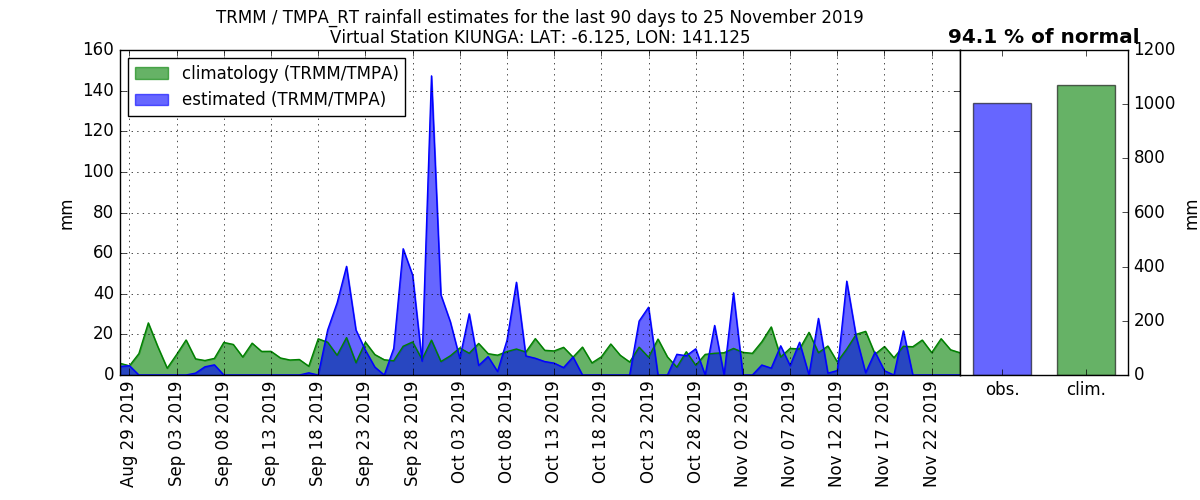 TRMM / TMPA_RT rainfall estimates for the last 90 days to 25 November 2019
Virtual Station KIUNGA: LAT: -6.125, LON: 141.125
94.1 % of normal
climatology (TRMM/TMPA)
estimated (TRMM/TMPA)
160
140
120
100
80
60
40
20
0
mm
Aug 29 2019
Sep 03 2019
Sep 08 2019
Sep 13 2019
Sep 18 2019
Sep 23 2019
Sep 28 2019
Oct 03 2019
Oct 08 2019
Oct 13 2019
Oct 18 2019
Oct 23 2019
Oct 28 2019
Nov 02 2019
Nov 07 2019
Nov 12 2019
Nov 17 2019
Nov 22 2019
obs.
clim.
1200
1000
800
600
400
200
0
mm